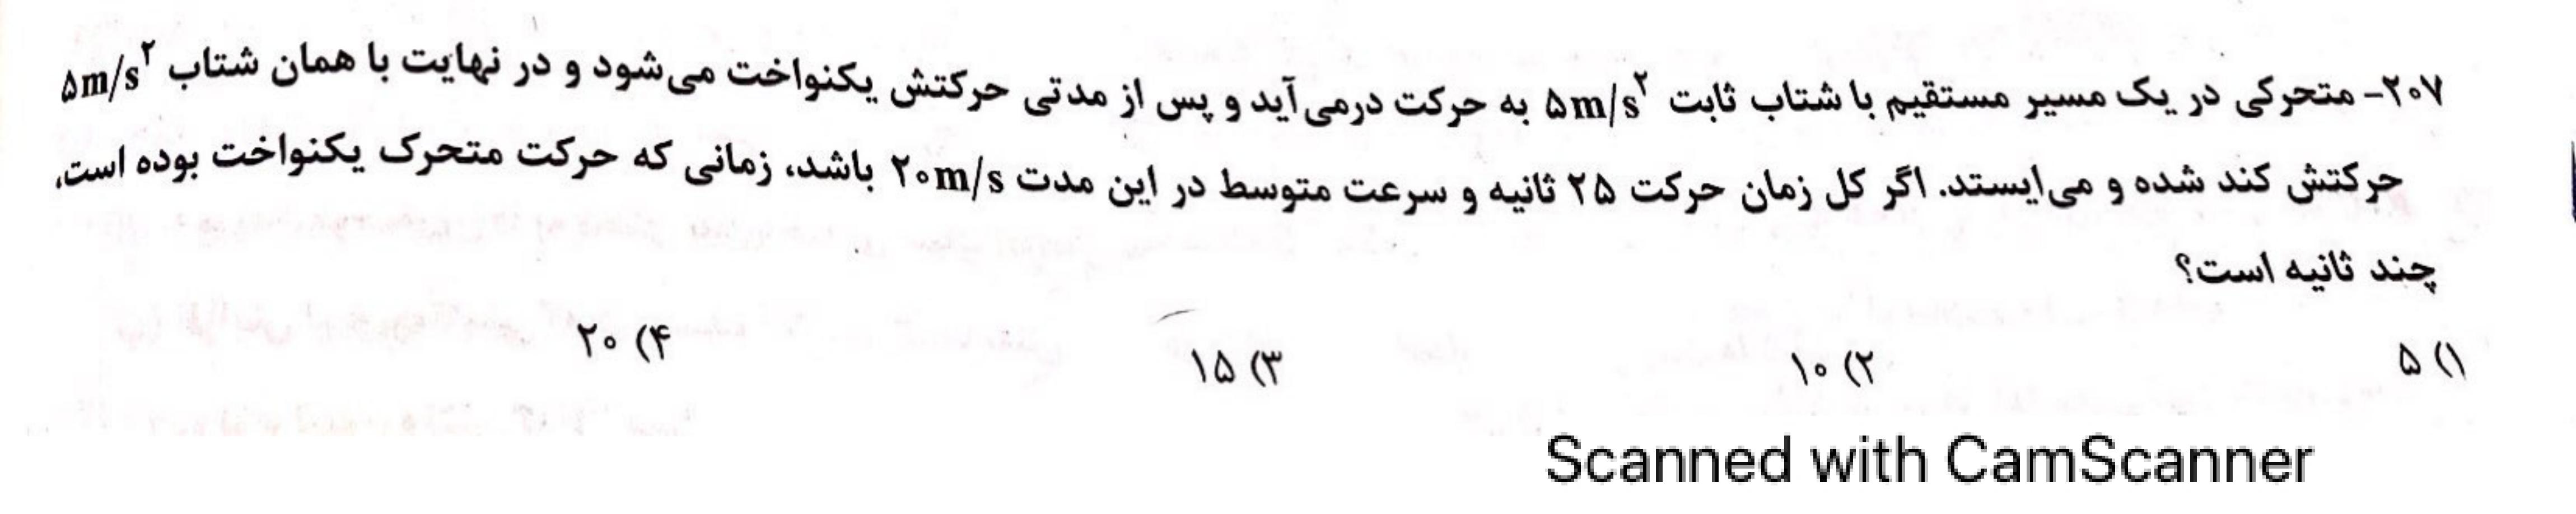 ۲۰۷- متحرکی در یک مسیر مستقیم با شتاب ثابت ۵m/s۲ به حرکت درمی‌آید و پس از مدتی حرکتش یکنواخت می‌شود و در نهایت با همان شتاب ۵m/s۲
حرکتش کند شده و می‌ایستد. اگر کل زمان حرکت ۲۵ ثانیه و سرعت متوسط در این مدت ۲۰m/s باشد، زمانی که حرکت متحرک یکنواخت بوده است،
چند ثانیه است؟
۱) ۵ ۲) ۱۰ ۳) ۱۵ ۴) ۲۰
Scanned with CamScanner